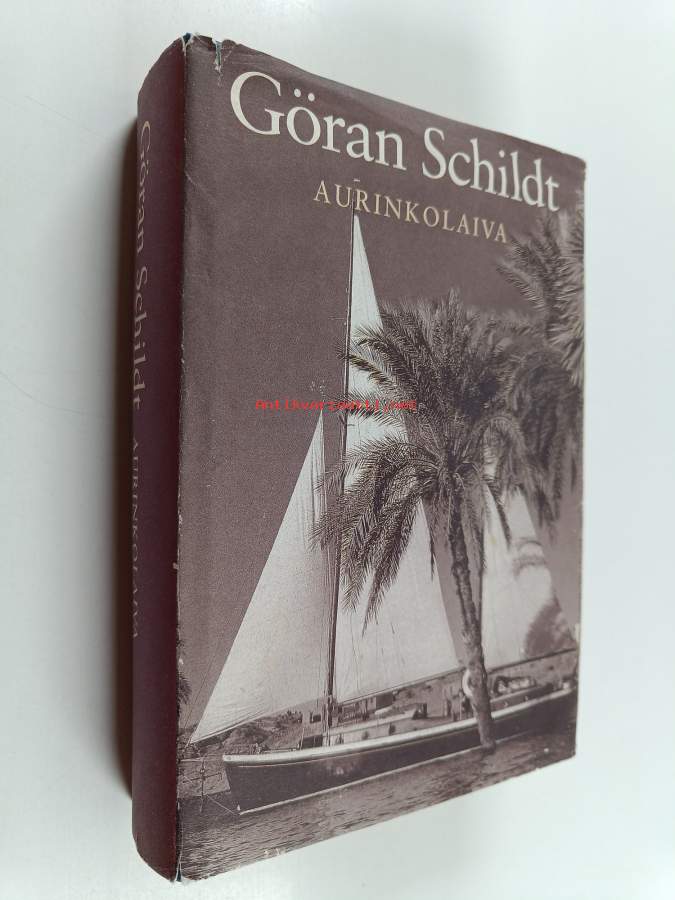 Göran Schildt
AURINKOLAIVA
Göran Schildt AURINKOLAIVA
Antikvariaatti.net